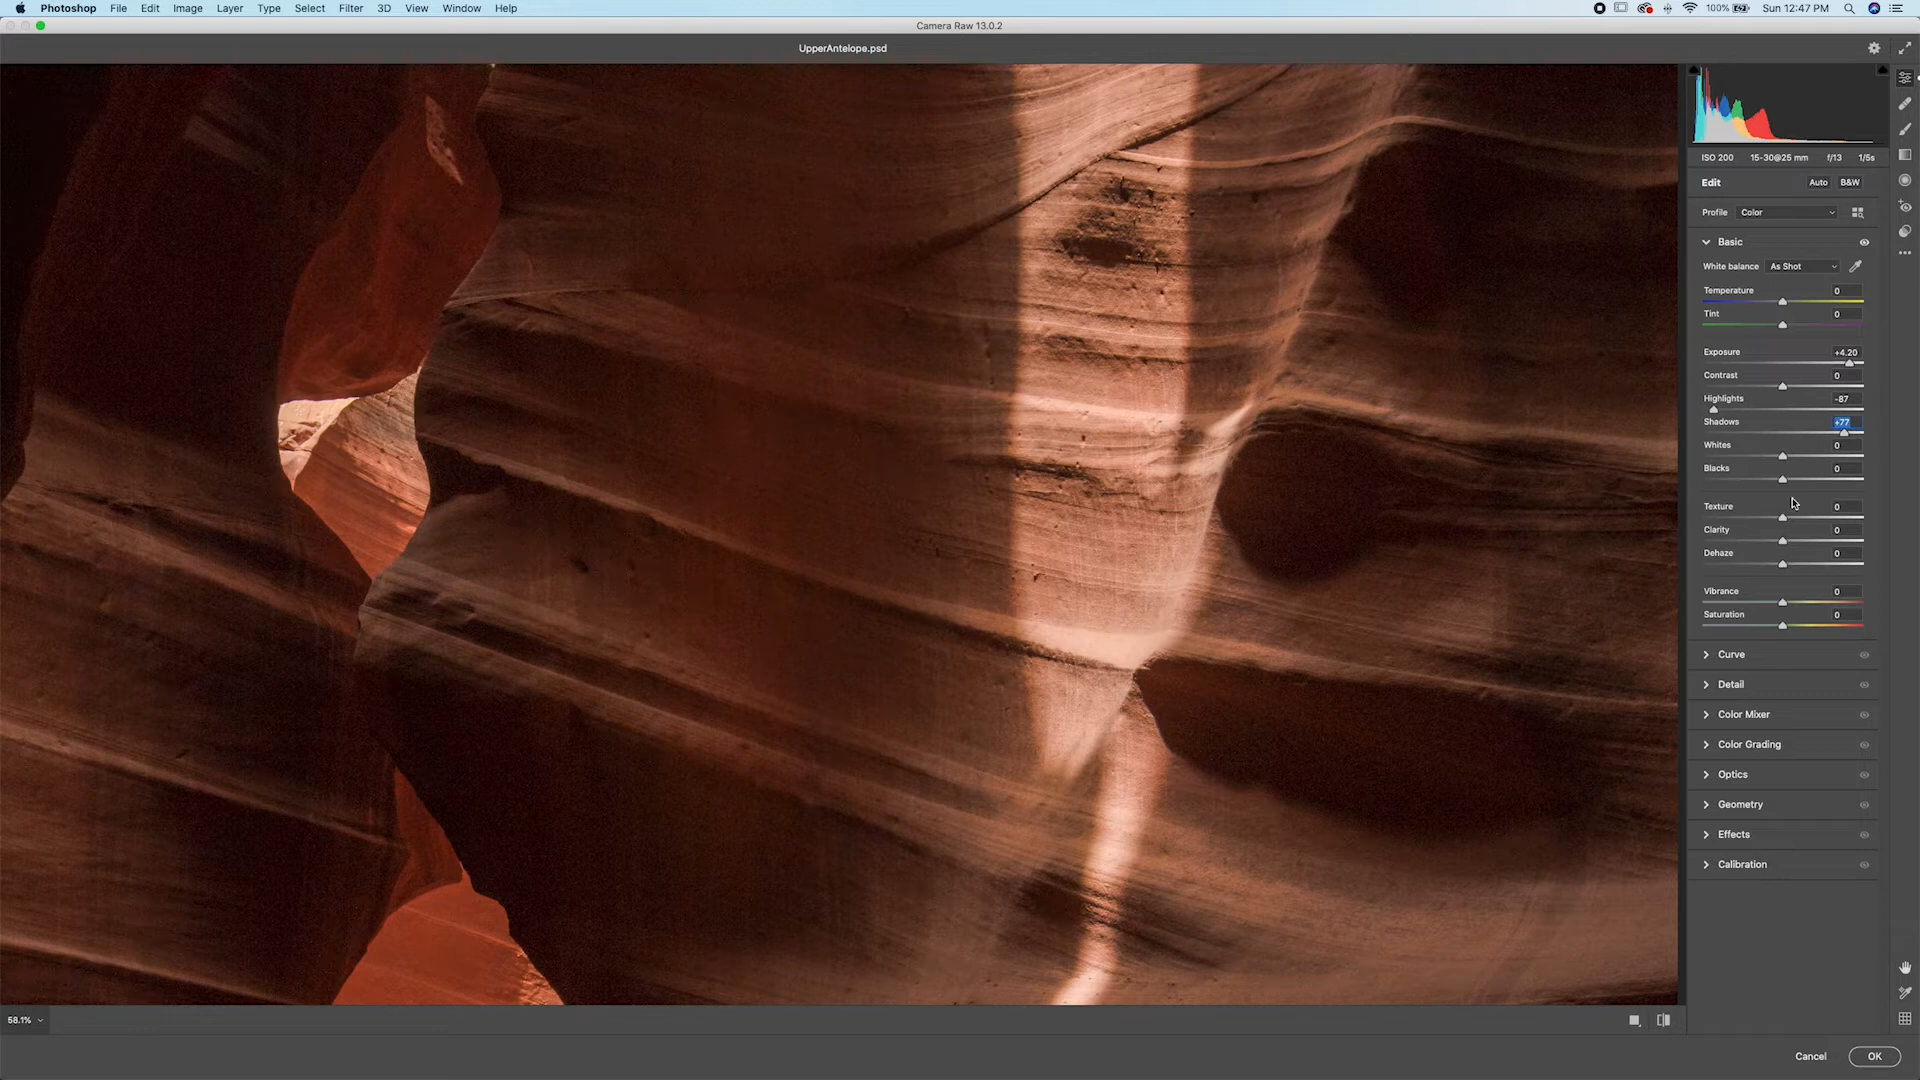 Photoshop File Edit Image Layer Type Select Filter 3D View Window Help 100% Sun 12:47 PM
Camera Raw 13.0.2
UpperAntelope.psd
ISO 200 15-30@25 mm f/13 1/5s
Edit Auto B&W
Profile Color
Basic
White balance As Shot
Temperature 0
Tint 0
Exposure +4.20
Contrast 0
Highlights -87
Shadows +77
Whites 0
Blacks 0
Texture 0
Clarity 0
Dehaze 0
Vibrance 0
Saturation 0
Curve
Detail
Color Mixer
Color Grading
Optics
Geometry
Effects
Calibration
58.1%
Cancel OK